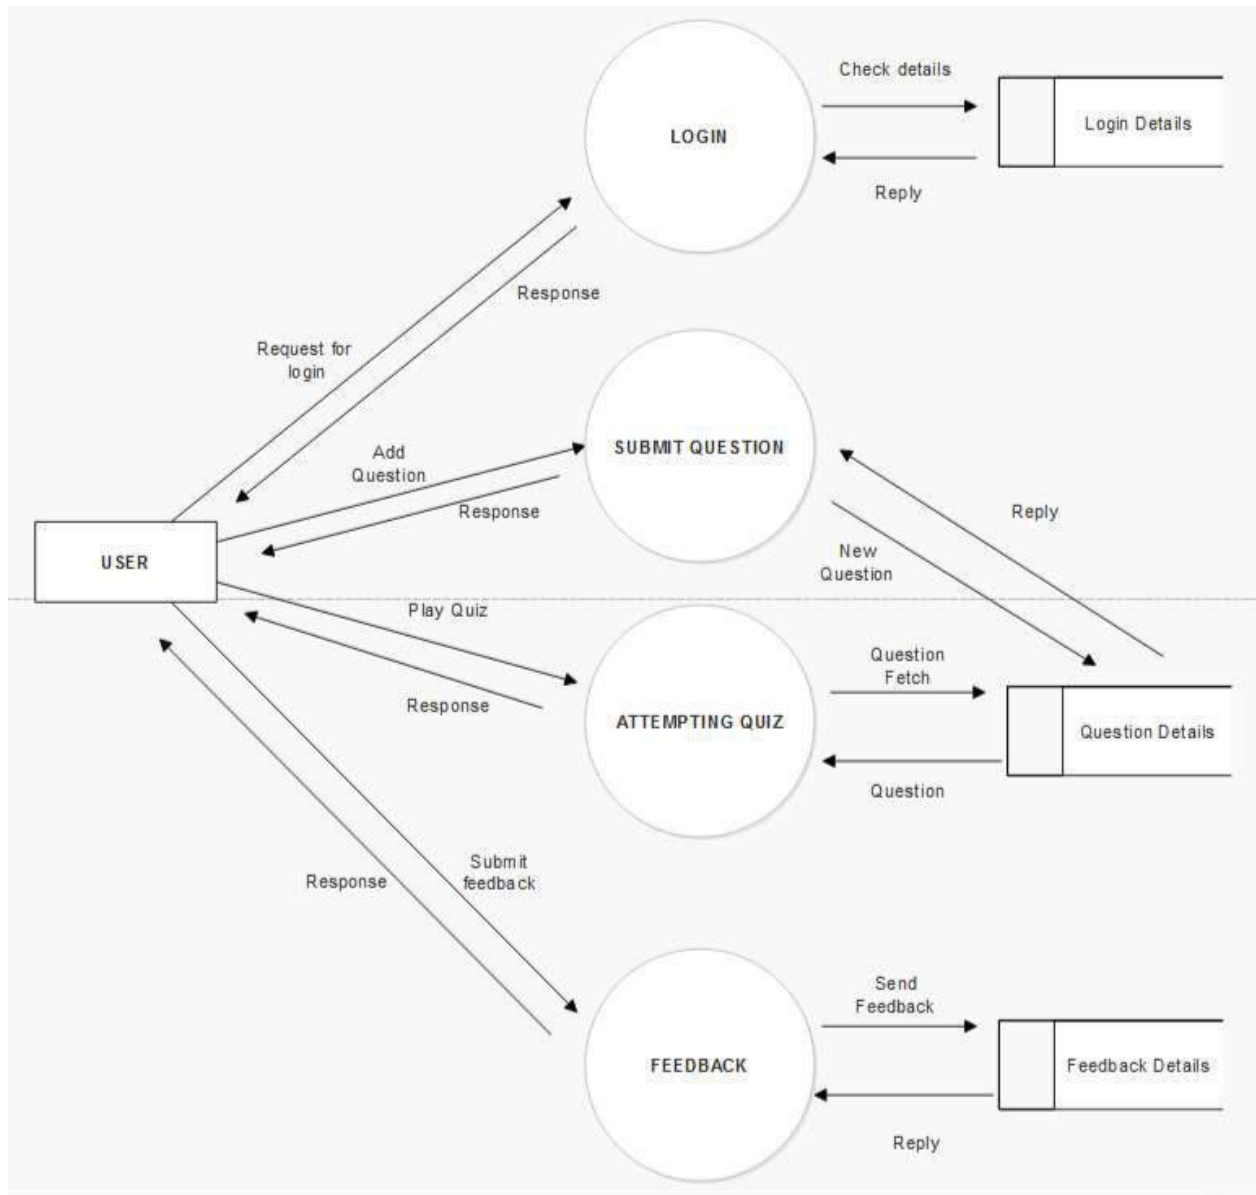 Check details
LOGIN
Login Details
Reply
Response
Request for
login
SUBMIT QUESTION
Add
Question
Response
Reply
New
Question
USER
Play Quiz
Response
Question
Fetch
ATTEMPTING QUIZ
Question Details
Question
Submit
feedback
Response
Send
Feedback
FEEDBACK
Feedback Details
Reply